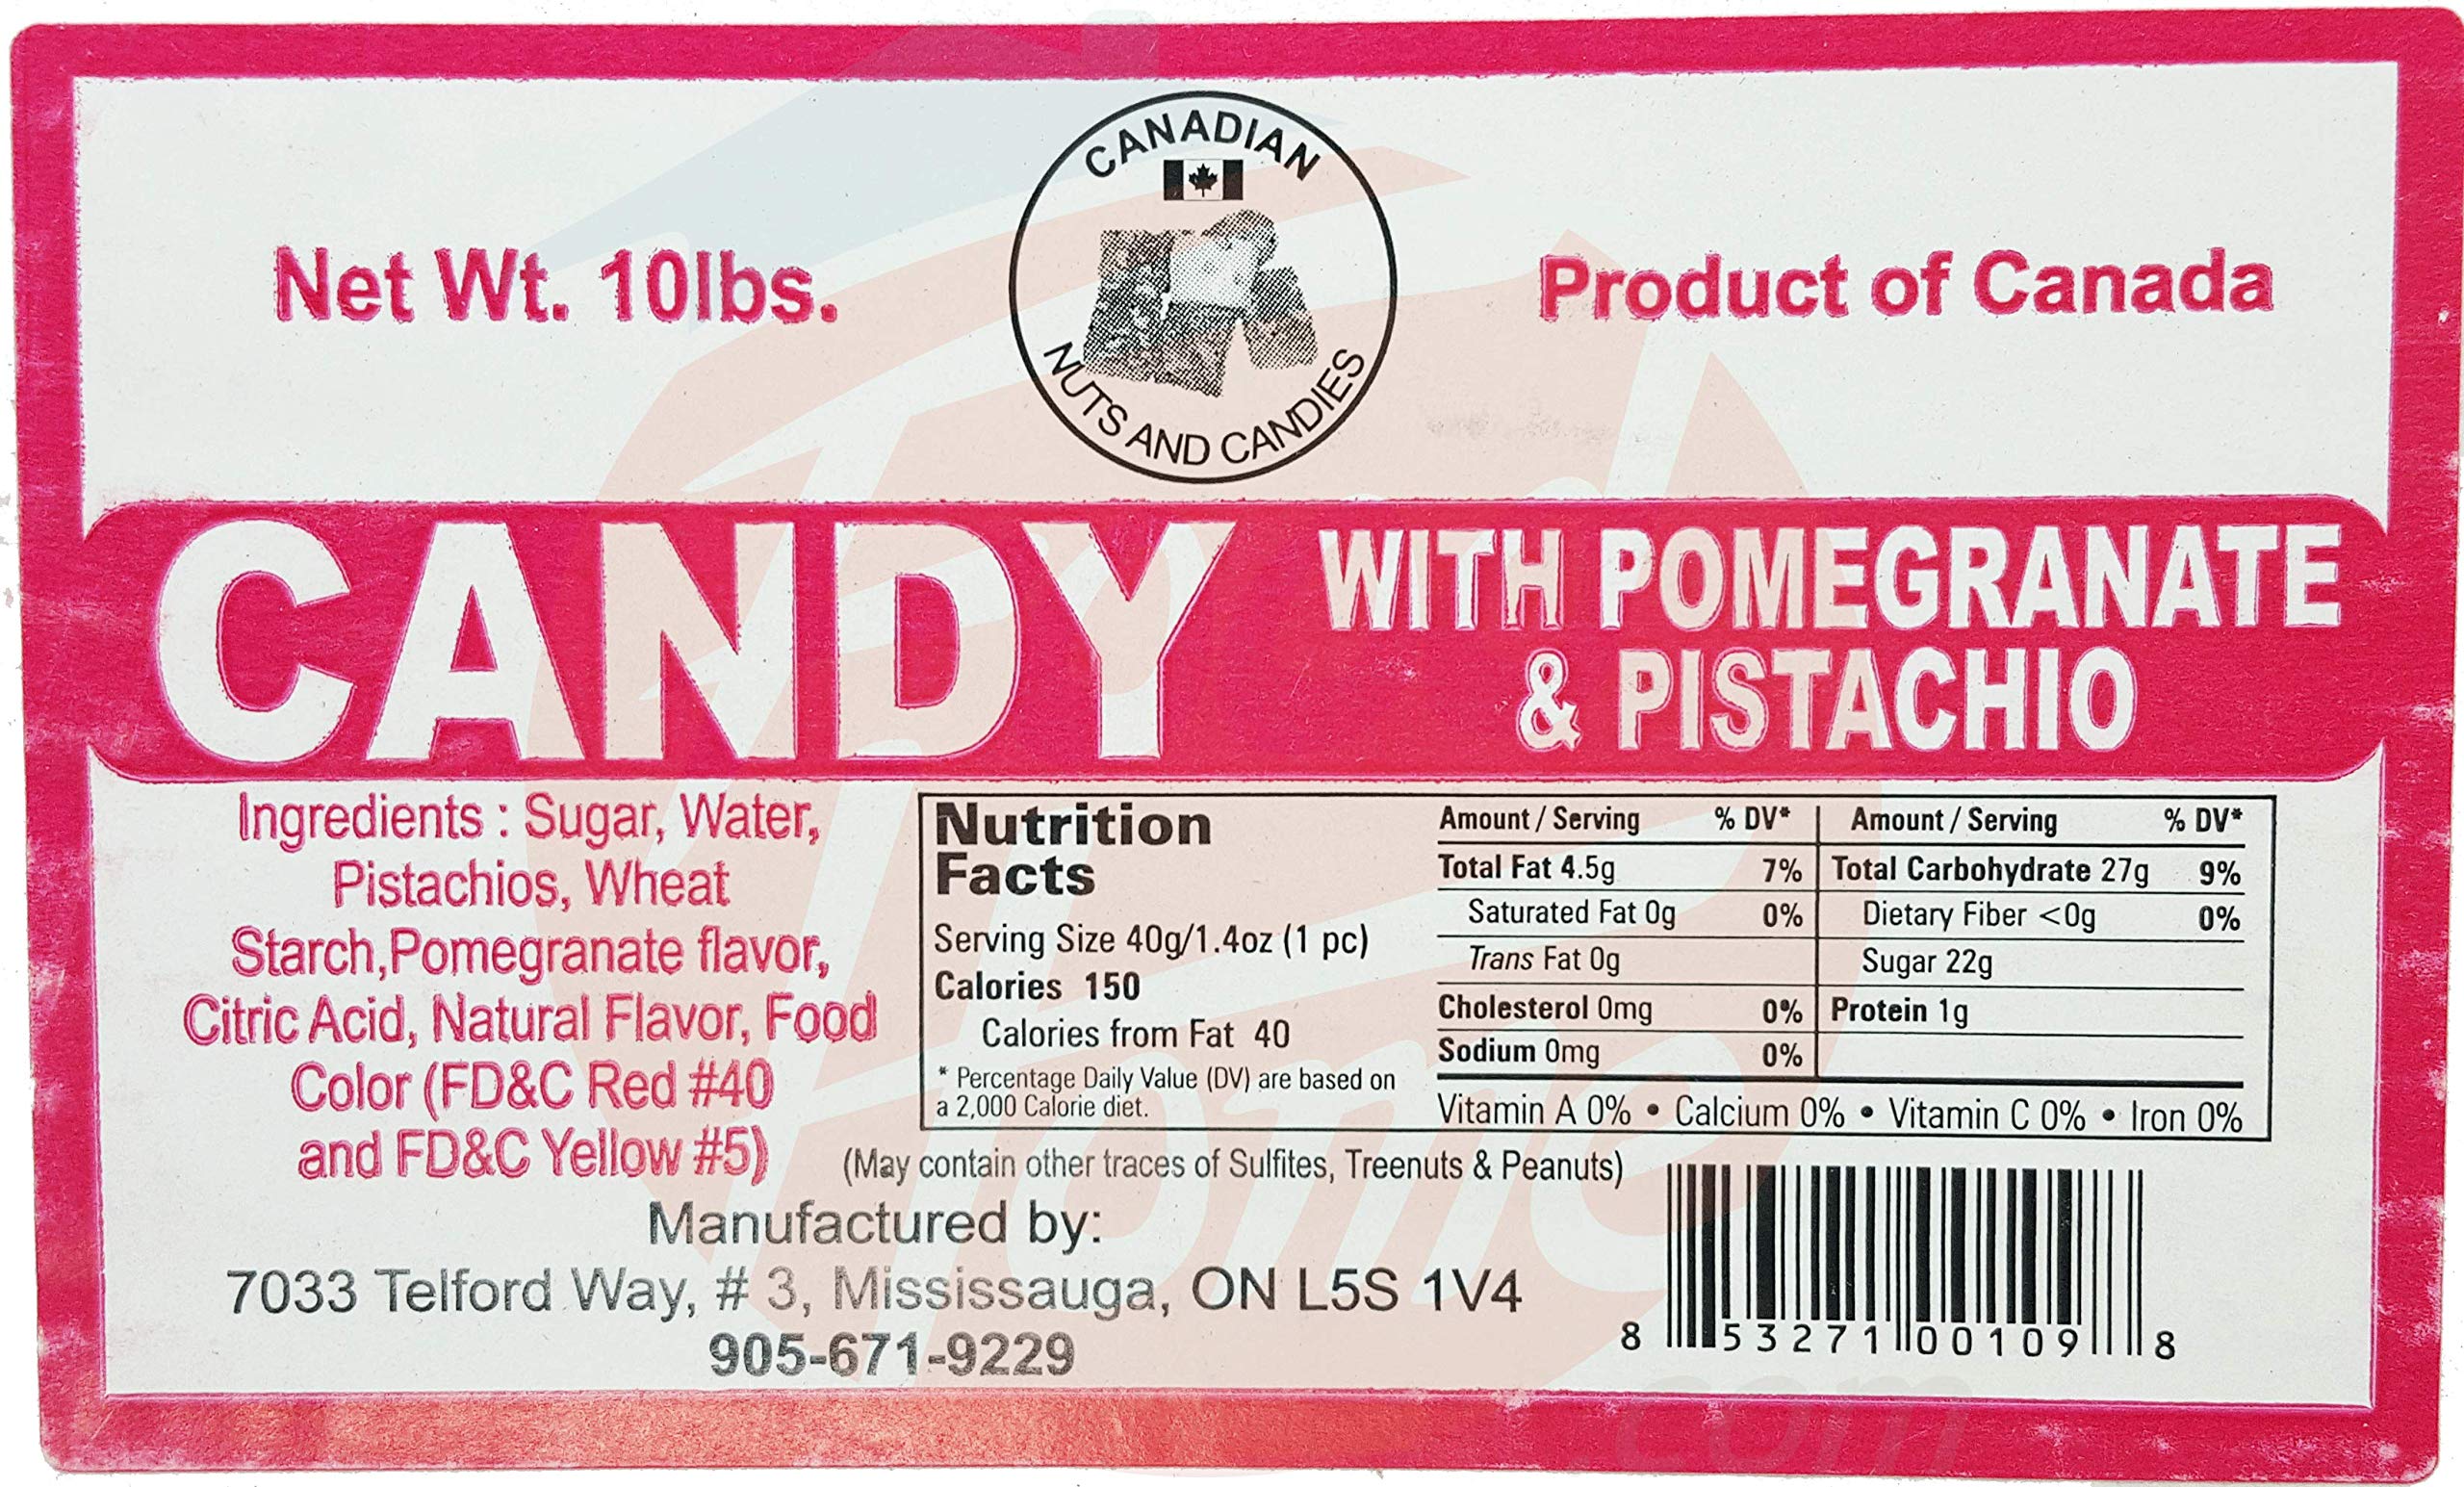 CANADIAN
NUTS AND CANDIES
Net Wt. 10lbs.
Product of Canada
CANDY
WITH POMEGRANATE
& PISTACHIO
Ingredients : Sugar, Water,
Pistachios, Wheat
Starch,Pomegranate flavor,
Citric Acid, Natural Flavor, Food
Color (FD&C Red #40
and FD&C Yellow #5)
Nutrition
Facts
Serving Size 40g/1.4oz (1 pc)
Calories 150
Calories from Fat 40
* Percentage Daily Value (DV) are based on
a 2,000 Calorie diet.
Amount / Serving % DV* Amount / Serving % DV*
Total Fat 4.5g 7% Total Carbohydrate 27g 9%
Saturated Fat 0g 0% Dietary Fiber <0g 0%
Trans Fat 0g Sugar 22g
Cholesterol 0mg 0% Protein 1g
Sodium 0mg 0%
Vitamin A 0% • Calcium 0% • Vitamin C 0% • Iron 0%
(May contain other traces of Sulfites, Treenuts & Peanuts)
Manufactured by:
7033 Telford Way, # 3, Mississauga, ON L5S 1V4
905-671-9229
8 53271 00109 8
.com